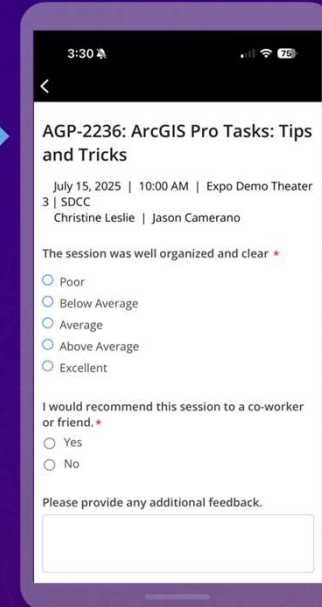 3:30
75
AGP-2236: ArcGIS Pro Tasks: Tips
and Tricks
July 15, 2025 | 10:00 AM | Expo Demo Theater
3 | SDCC
Christine Leslie | Jason Camerano
The session was well organized and clear *
Poor
Below Average
Average
Above Average
Excellent
I would recommend this session to a co-worker
or friend. *
Yes
No
Please provide any additional feedback.